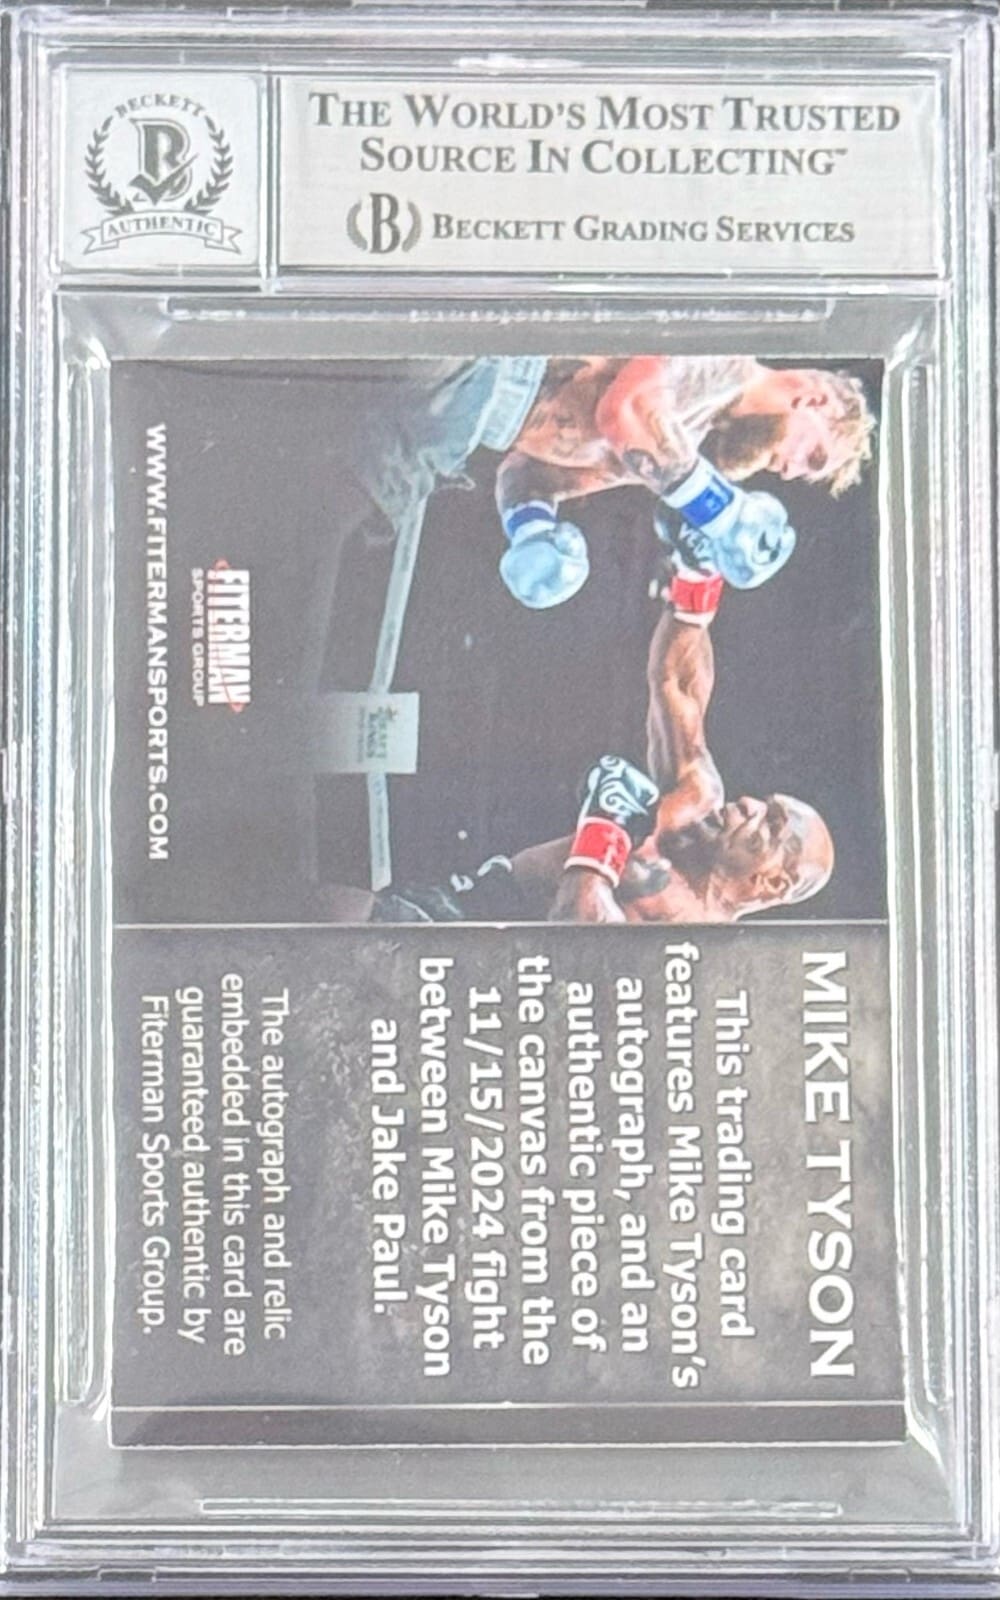 BECKETT
B
AUTHENTIC
THE WORLD'S MOST TRUSTED
SOURCE IN COLLECTING™
B BECKETT GRADING SERVICES
MIKE TYSON
This trading card
features Mike Tyson's
autograph, and an
authentic piece of
the canvas from the
11/15/2024 fight
between Mike Tyson
and Jake Paul.
The autograph and relic
embedded in this card are
guaranteed authentic by
Fiterman Sports Group.
FITERMAN
SPORTS GROUP
WWW.FITERMANSPORTS.COM